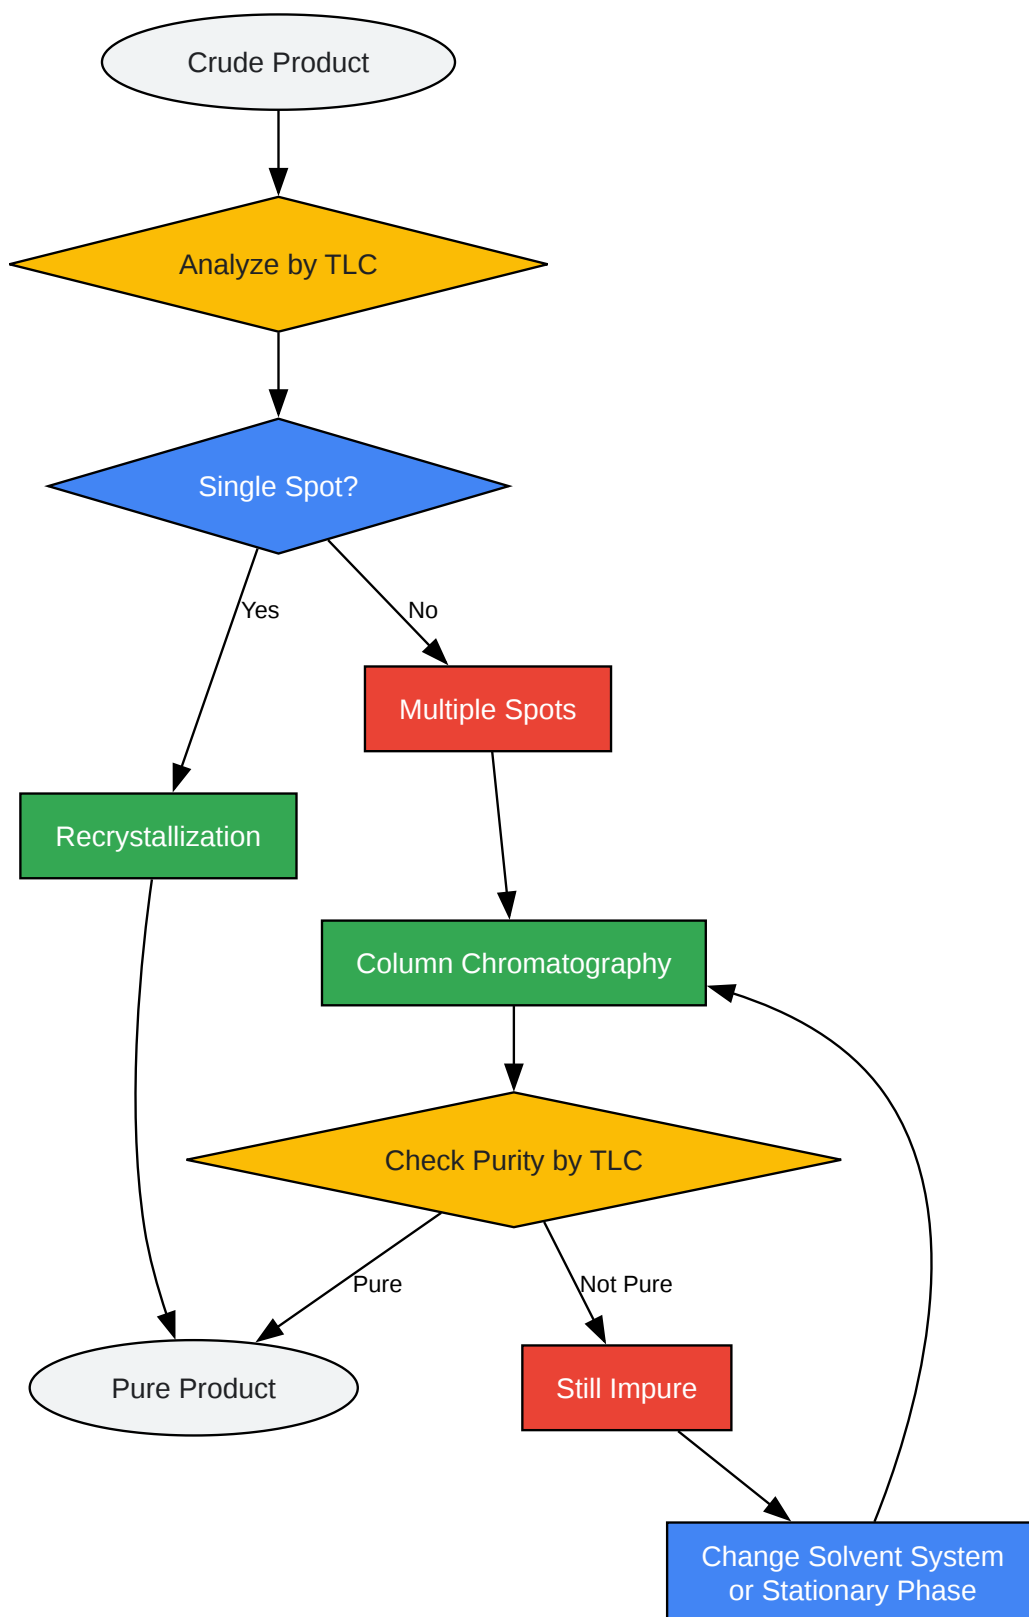 Crude Product
Analyze by TLC
Single Spot?
Yes
No
Multiple Spots
Recrystallization
Column Chromatography
Check Purity by TLC
Pure
Not Pure
Pure Product
Still Impure
Change Solvent System
or Stationary Phase